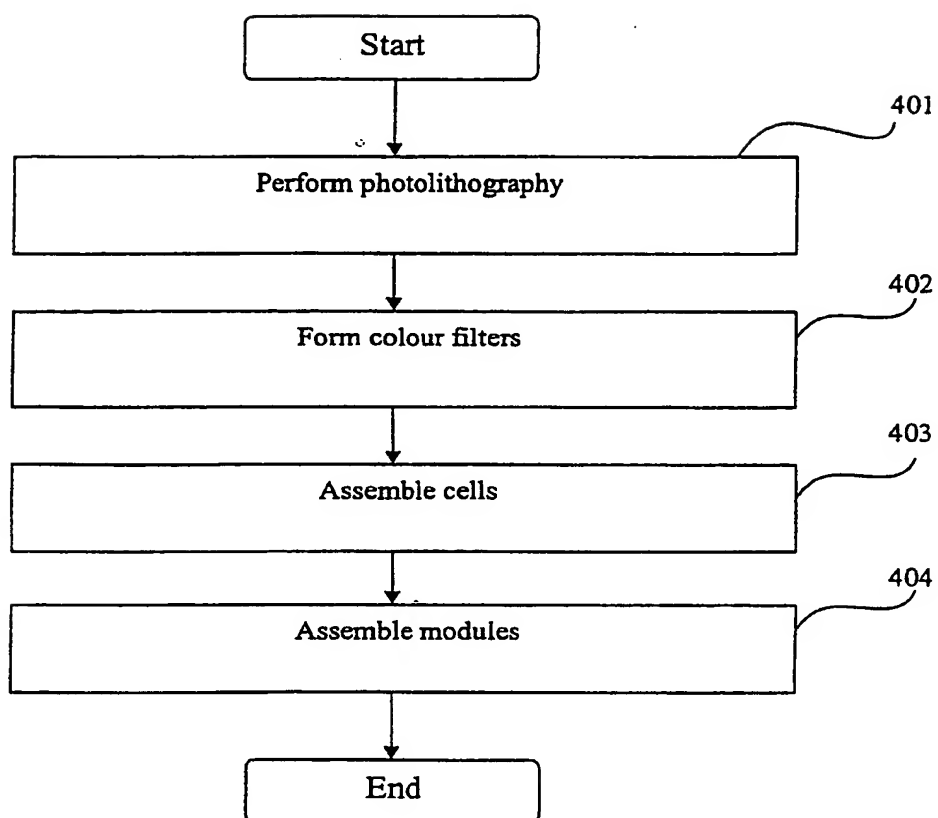 Start
401
Perform photolithography
402
Form colour filters
403
Assemble cells
404
Assemble modules
End